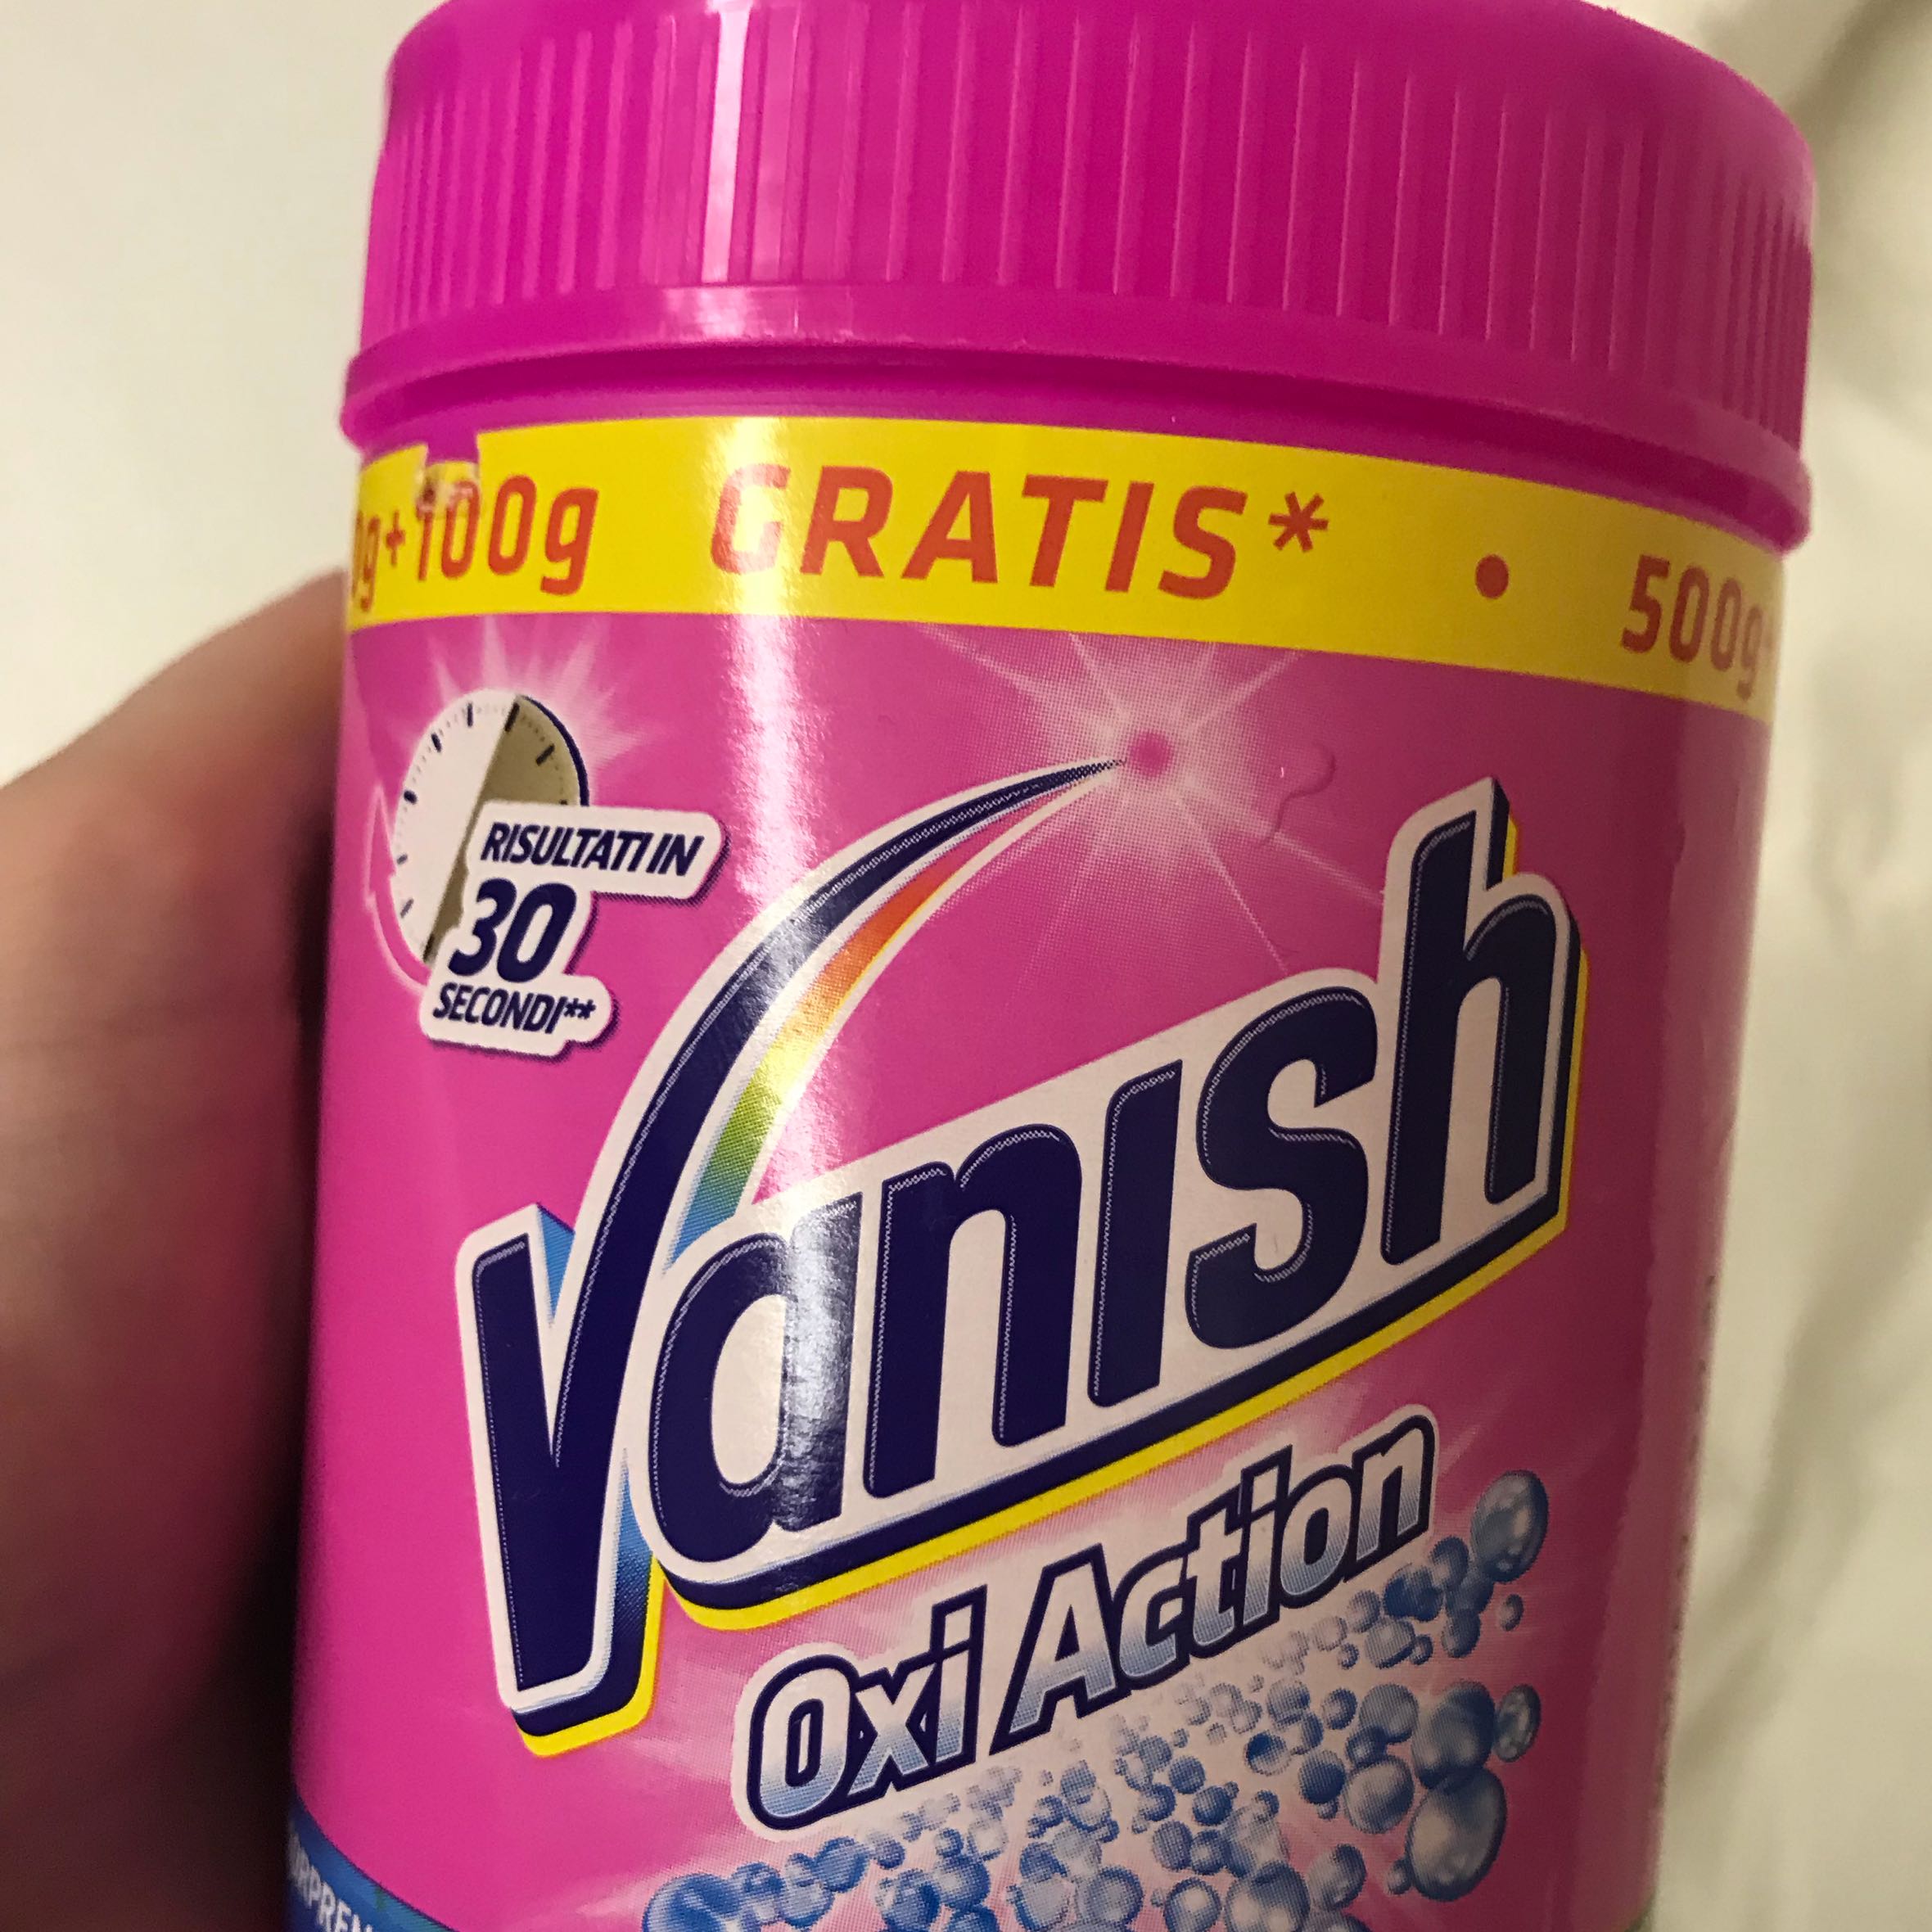 g+100g GRATIS* • 500g
RISULTATI IN
30
SECONDI**
Vanish
Oxi Action